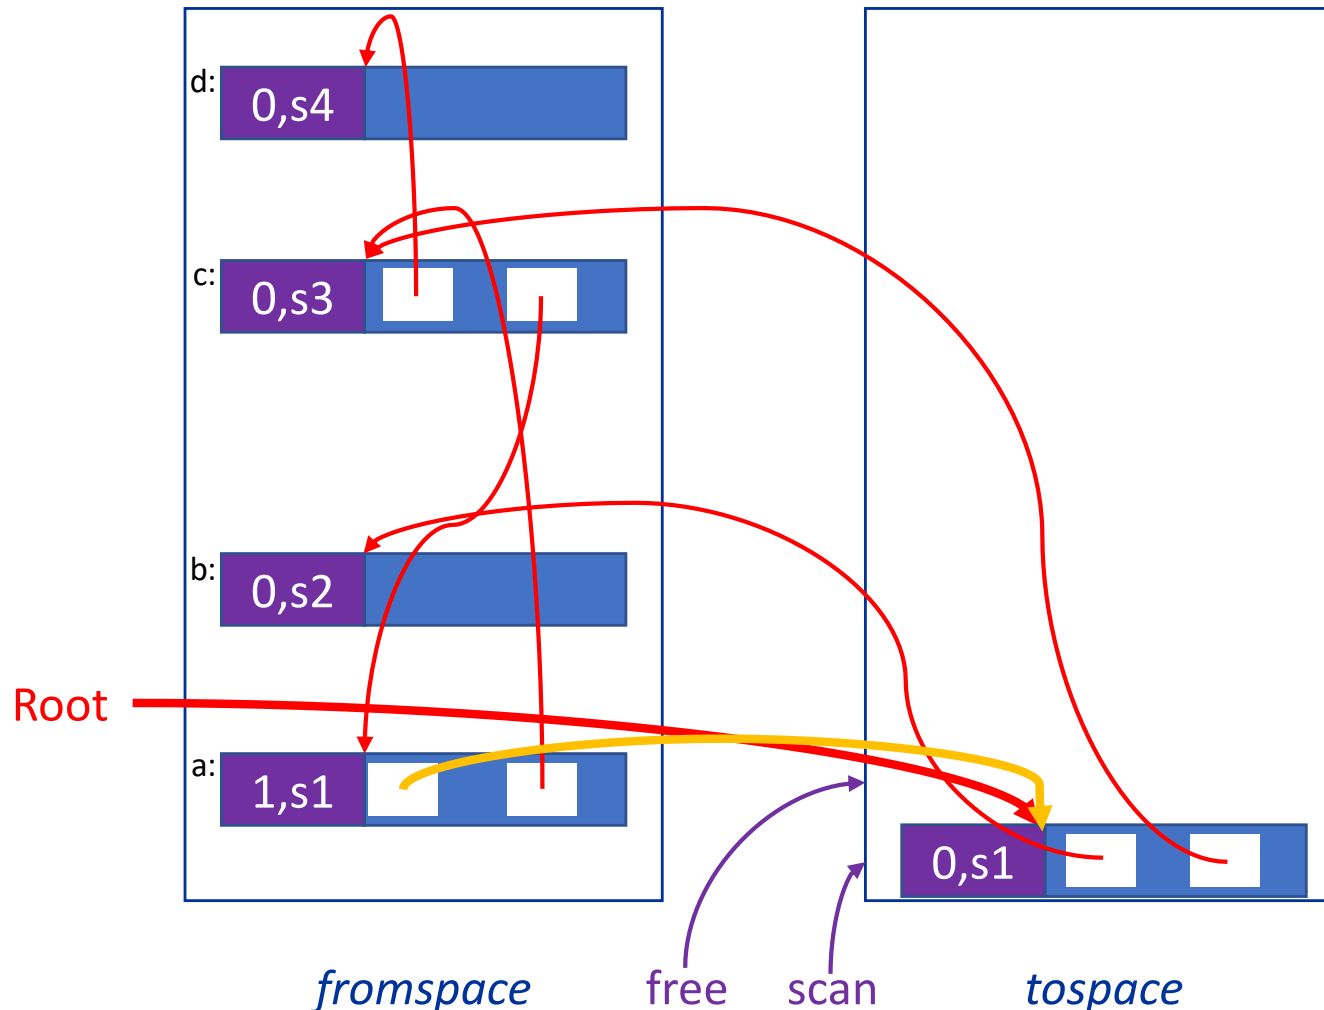 d:
0,s4
c:
0,s3
b:
0,s2
Root
a:
1,s1
0,s1
fromspace
free
scan
tospace